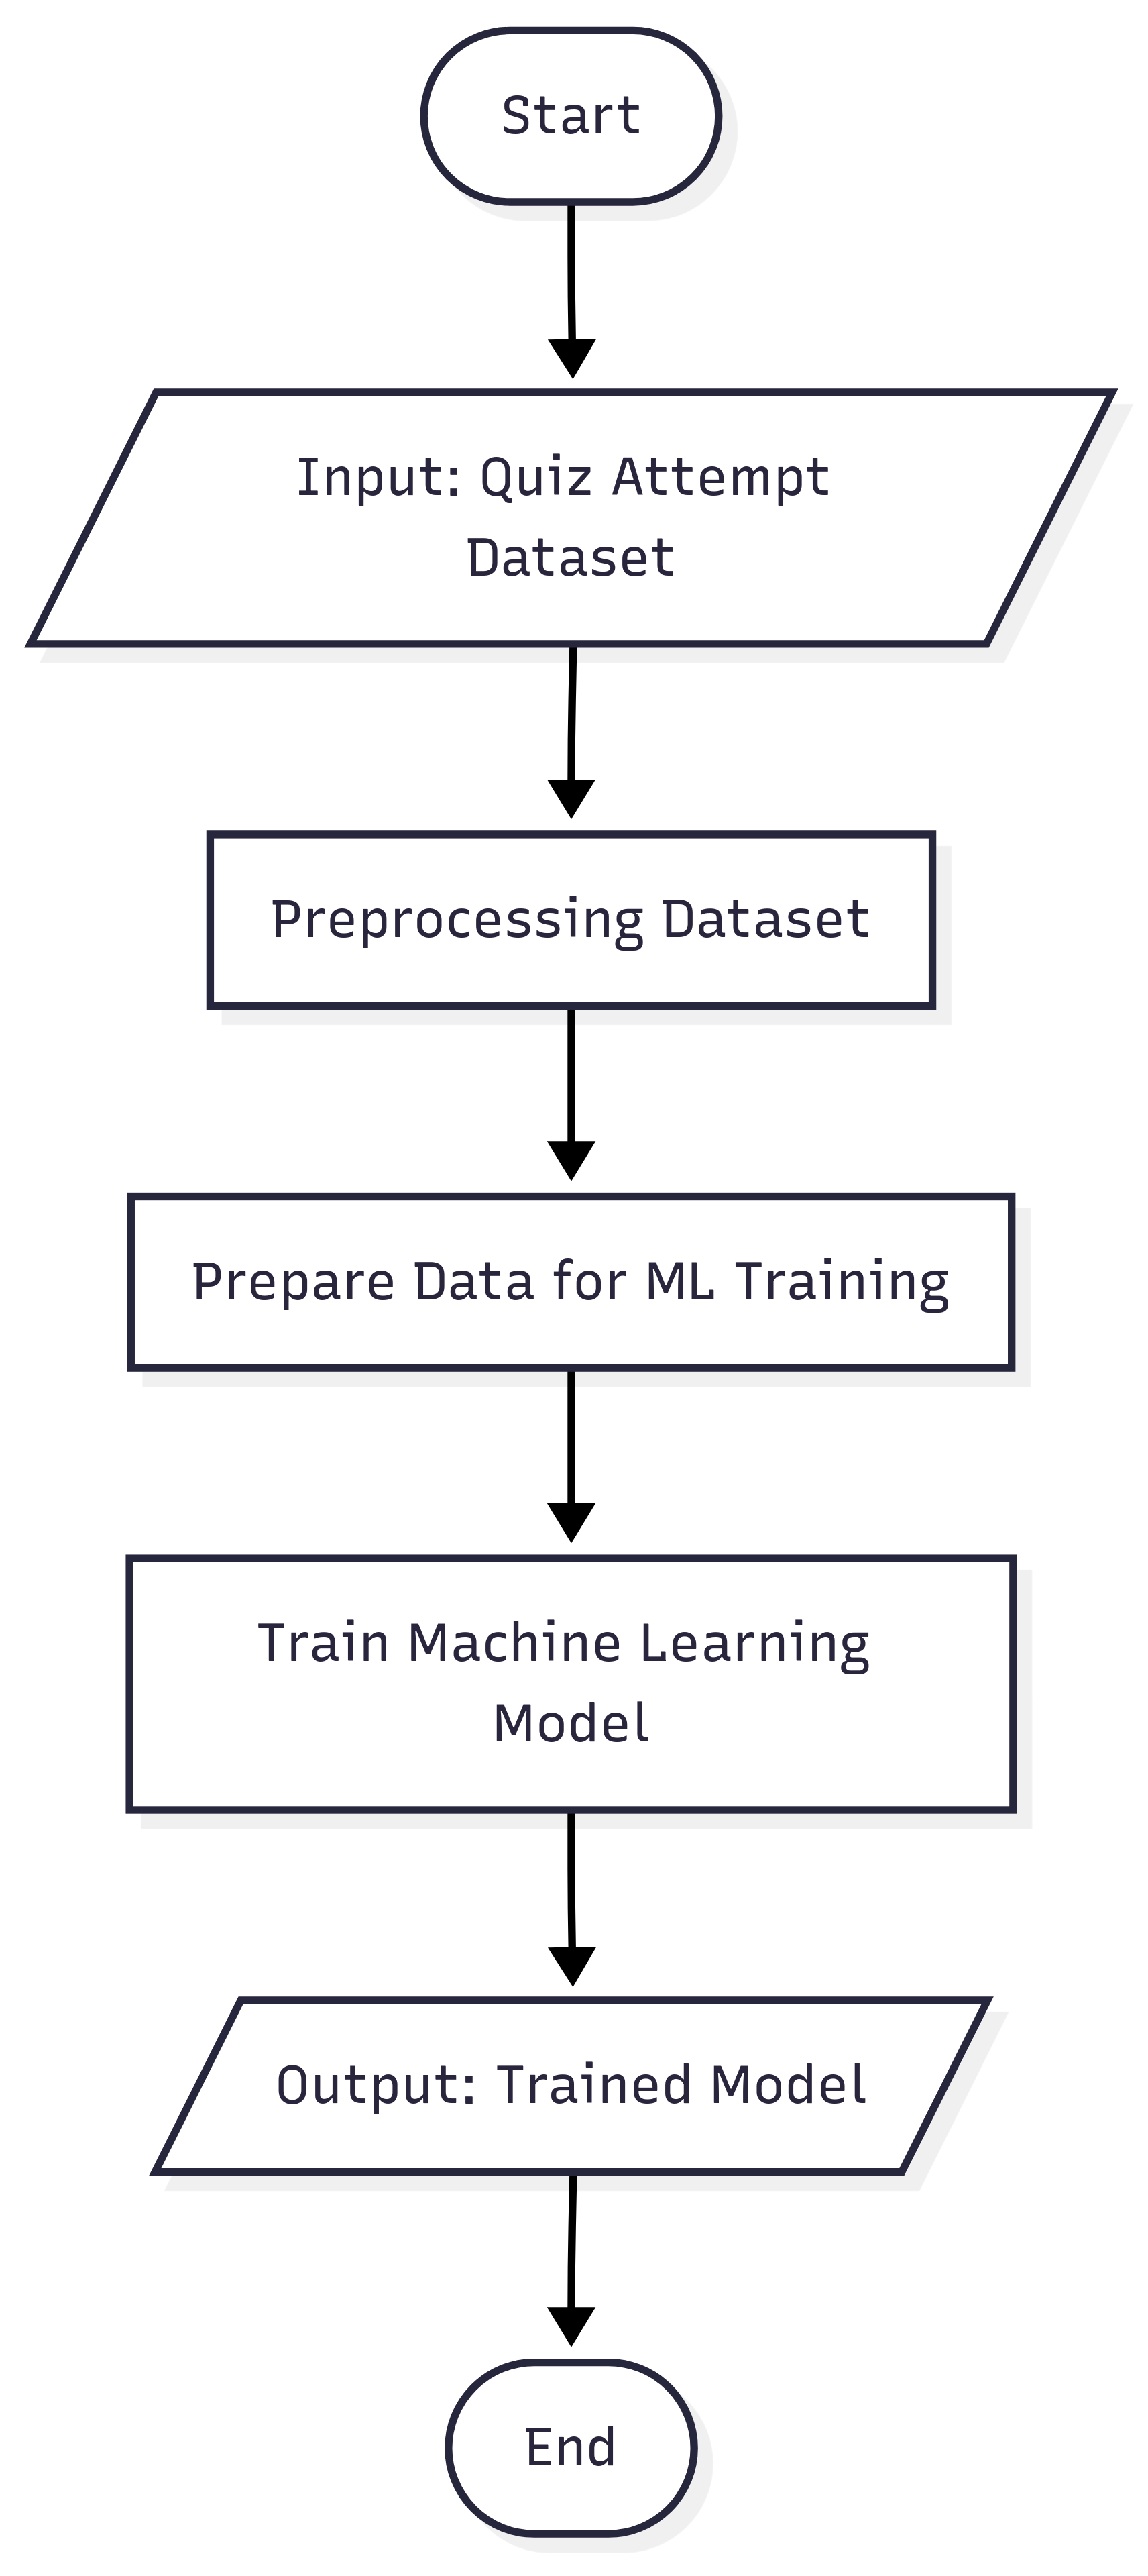 Start
Input: Quiz Attempt
Dataset
Preprocessing Dataset
Prepare Data for ML Training
Train Machine Learning
Model
Output: Trained Model
End